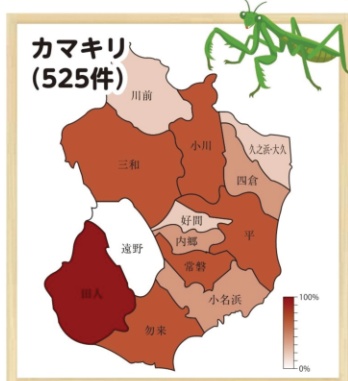 カマキリ
(525件)
川前
小川
久之浜・大久
三和
四倉
好間
平
遠野
内郷
常磐
田人
小名浜
勿来
100%
0%